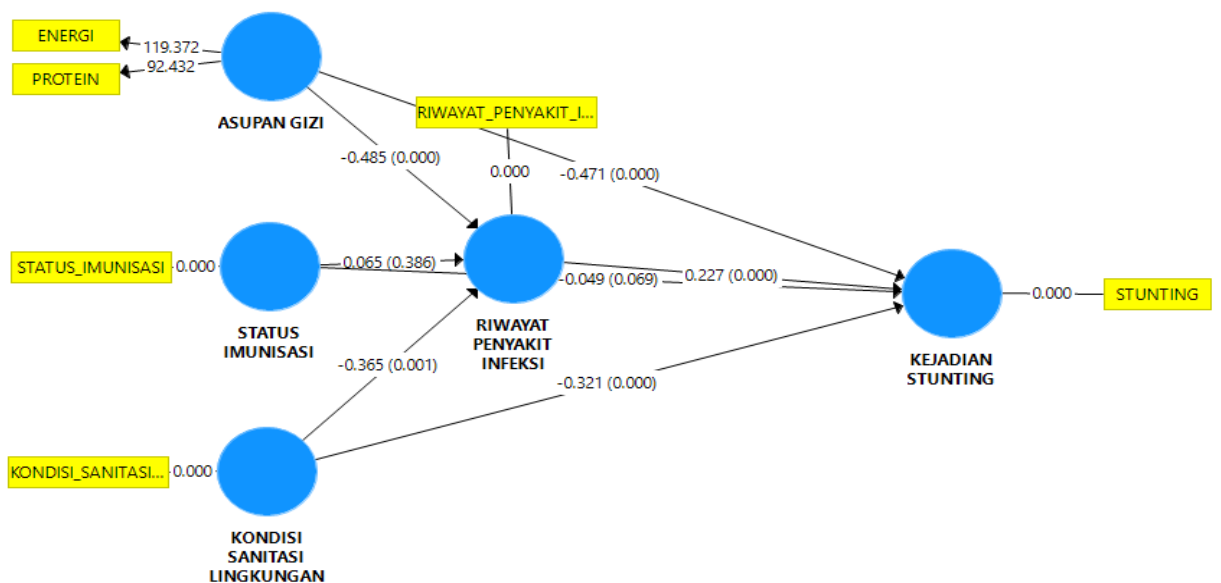 ENERGI
119.372
PROTEIN
92.432
ASUPAN GIZI
RIWAYAT_PENYAKIT_I...
-0.485 (0.000)
0.000
-0.471 (0.000)
STATUS_IMUNISASI
0.000
0.065 (0.386)
-0.049 (0.069)
0.227 (0.000)
0.000
STUNTING
STATUS
IMUNISASI
RIWAYAT
PENYAKIT
INFEKSI
KEJADIAN
STUNTING
-0.365 (0.001)
-0.321 (0.000)
KONDISI_SANITASI...
0.000
KONDISI
SANITASI
LINGKUNGAN